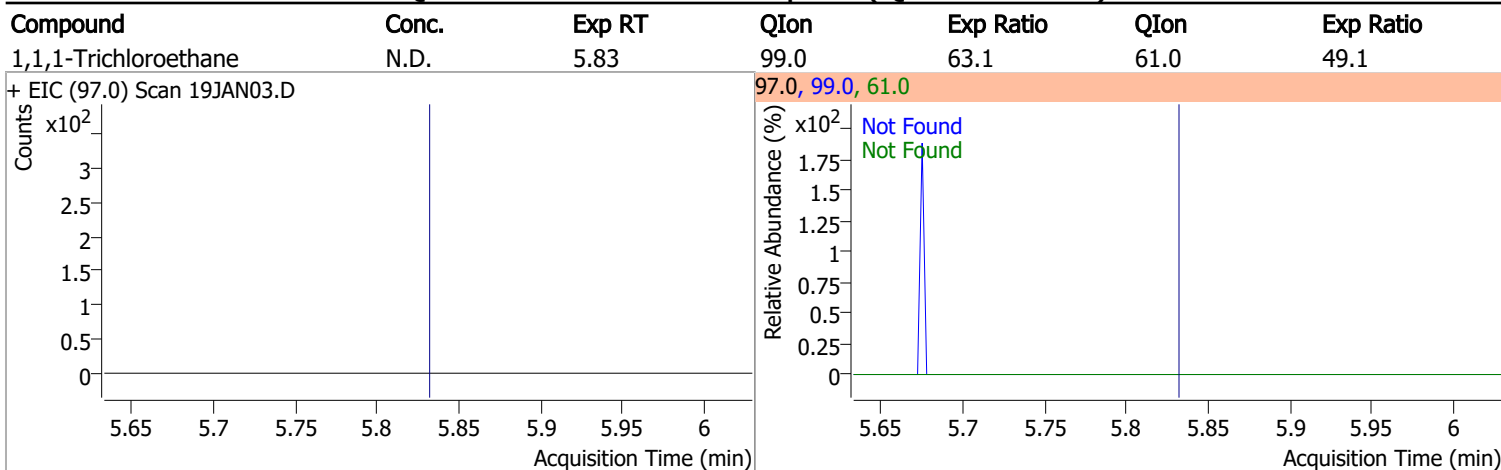 Compound Conc. Exp RT QIon Exp Ratio QIon Exp Ratio
1,1,1-Trichloroethane N.D. 5.83 99.0 63.1 61.0 49.1
+ EIC (97.0) Scan 19JAN03.D
Counts
x10²
3
2.5
2
1.5
1
0.5
0
5.65 5.7 5.75 5.8 5.85 5.9 5.95 6
Acquisition Time (min)
97.0, 99.0, 61.0
Relative Abundance (%)
x10²
Not Found
Not Found
1.75
1.5
1.25
1
0.75
0.5
0.25
0
5.65 5.7 5.75 5.8 5.85 5.9 5.95 6
Acquisition Time (min)